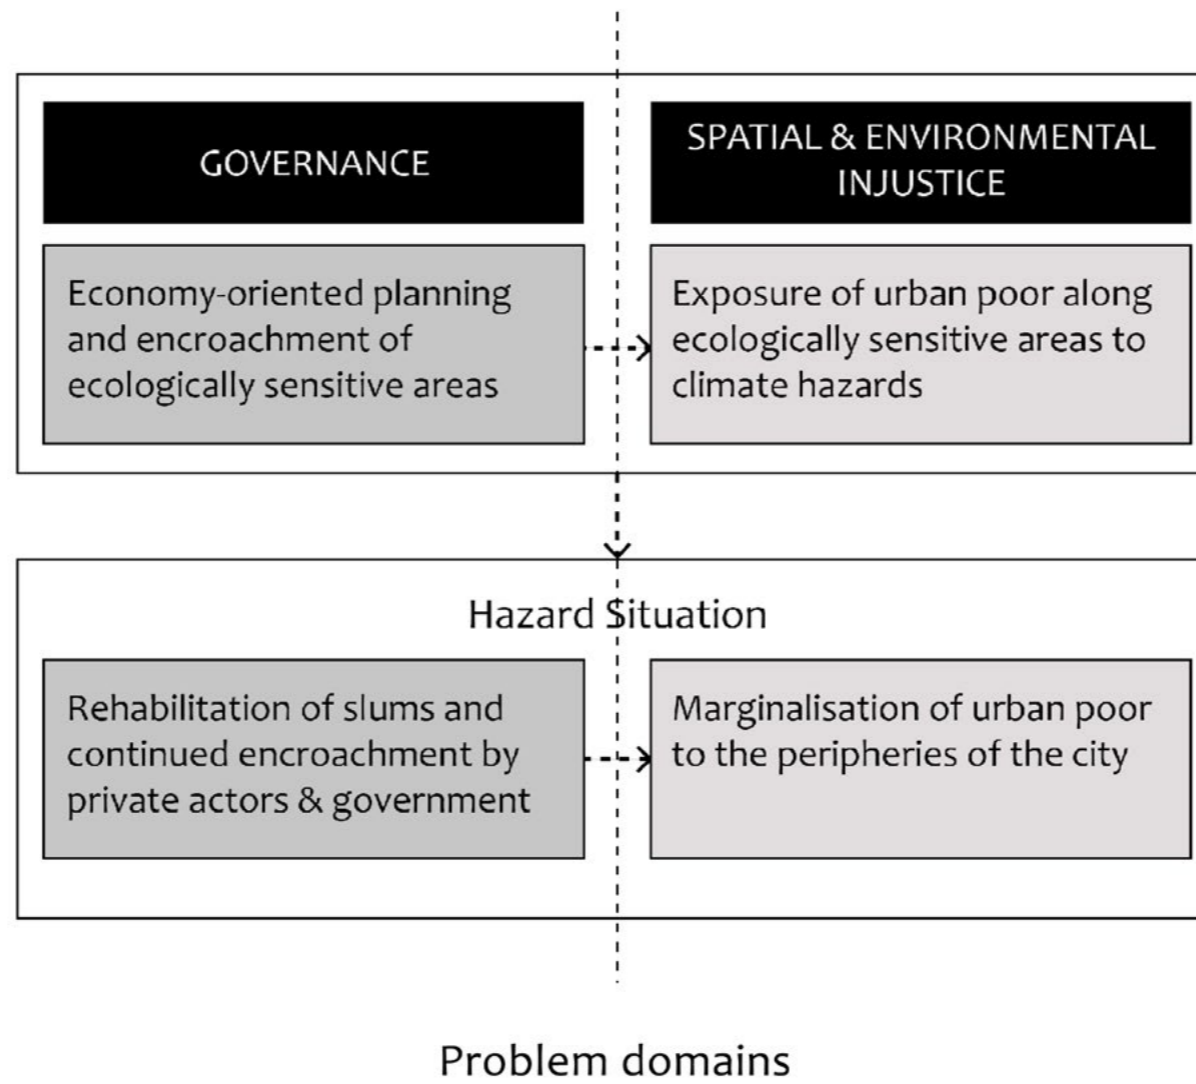 GOVERNANCE
SPATIAL & ENVIRONMENTAL
INJUSTICE
Economy-oriented planning
and encroachment of
ecologically sensitive areas
Exposure of urban poor along
ecologically sensitive areas to
climate hazards
Hazard Situation
Rehabilitation of slums and
continued encroachment by
private actors & government
Marginalisation of urban poor
to the peripheries of the city
Problem domains